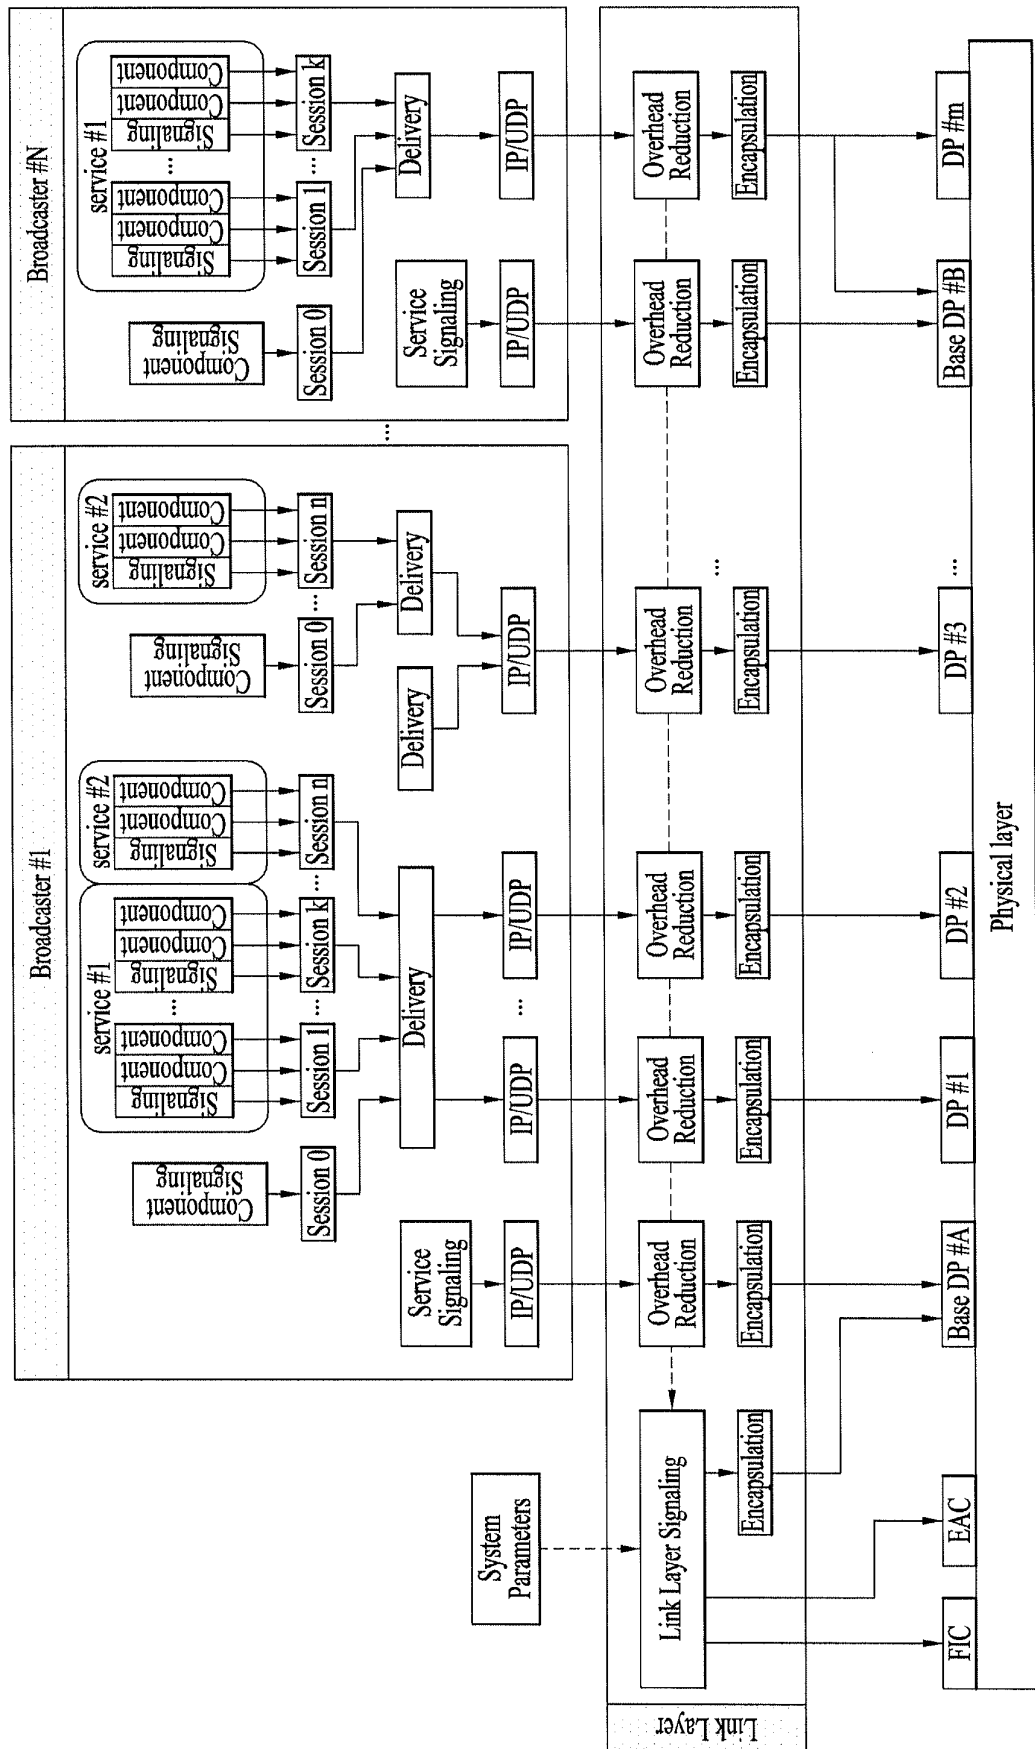 Broadcaster #1
service #1
Signaling
Component
Component
...
Signaling
Component
Component
service #2
Signaling
Component
Component
service #2
Signaling
Component
Component
Component
Signaling
Session 0
Session 1
...
Session k
...
Session n
Component
Signaling
Session 0
...
Session n
Service
Signaling
Delivery
Delivery
Delivery
IP/UDP
IP/UDP
...
IP/UDP
IP/UDP
...
Broadcaster #N
service #1
Signaling
Component
Component
...
Signaling
Component
Component
Component
Signaling
Session 0
Session 1
...
Session k
Service
Signaling
Delivery
IP/UDP
IP/UDP
System
Parameters
Link Layer
Link Layer Signaling
Overhead
Reduction
Overhead
Reduction
Overhead
Reduction
Overhead
Reduction
...
Overhead
Reduction
Overhead
Reduction
Encapsulation
Encapsulation
Encapsulation
Encapsulation
Encapsulation
Encapsulation
Encapsulation
FIC
EAC
Base DP #A
DP #1
DP #2
DP #3
...
Base DP #B
DP #m
Physical layer